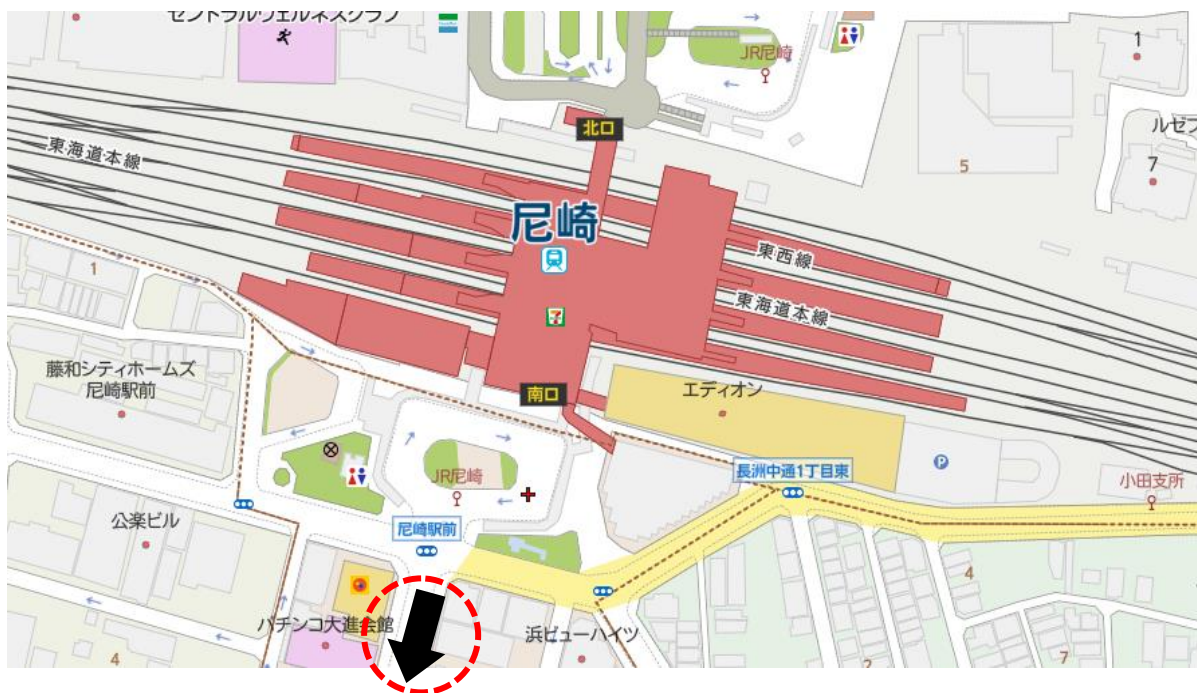 セントラルウェルネスクラブ
JR尼崎
1
北口
ルゼフ
7
5
東海道本線
尼崎
東西線
東海道本線
1
7
藤和シティホームズ
尼崎駅前
エディオン
南口
P
長洲中通1丁目東
小田支所
JR尼崎
公楽ビル
尼崎駅前
4
パチンコ大進会館
浜ビューハイツ
4
2
7